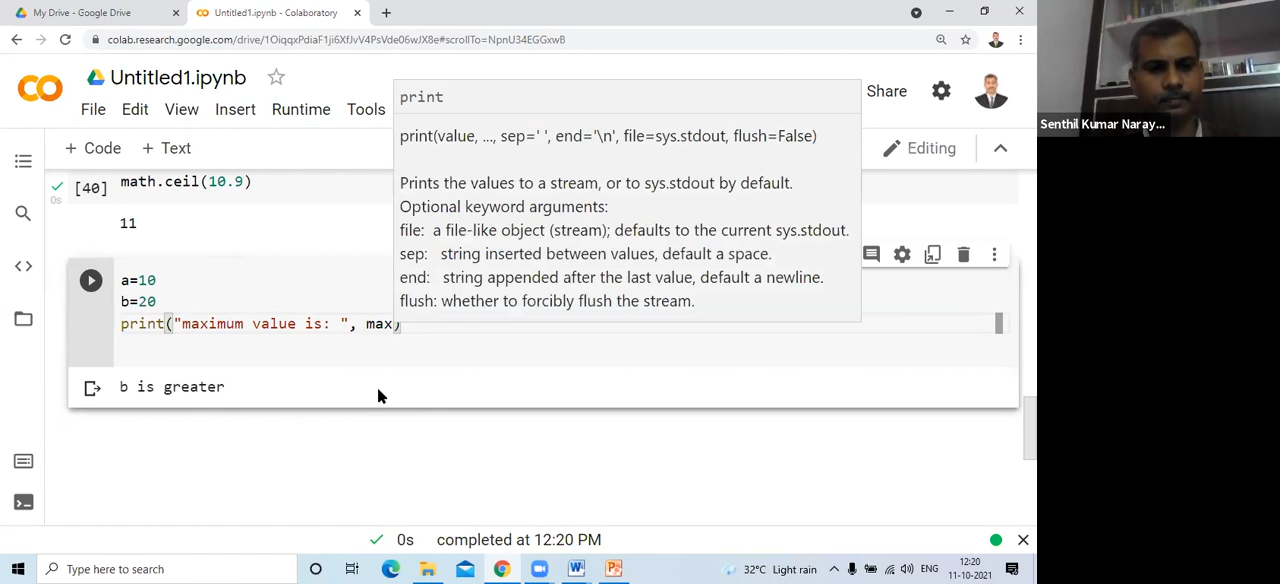 My Drive - Google Drive
Untitled1.ipynb - Colaboratory
colab.research.google.com/drive/1OiqqxPdiaF1ji6XfJvV4PsVde06wJX8e#scrollTo=NpnU34EGGxwB
Untitled1.ipynb
File Edit View Insert Runtime Tools
Share
+ Code + Text
Editing
print
print(value, ..., sep=' ', end='\n', file=sys.stdout, flush=False)
Prints the values to a stream, or to sys.stdout by default.
Optional keyword arguments:
file: a file-like object (stream); defaults to the current sys.stdout.
sep: string inserted between values, default a space.
end: string appended after the last value, default a newline.
flush: whether to forcibly flush the stream.
[40] math.ceil(10.9)
0s
11
a=10
b=20
print("maximum value is: ", max)
b is greater
0s completed at 12:20 PM
Type here to search
32°C Light rain
ENG
12:20
11-10-2021
Senthil Kumar Naray...